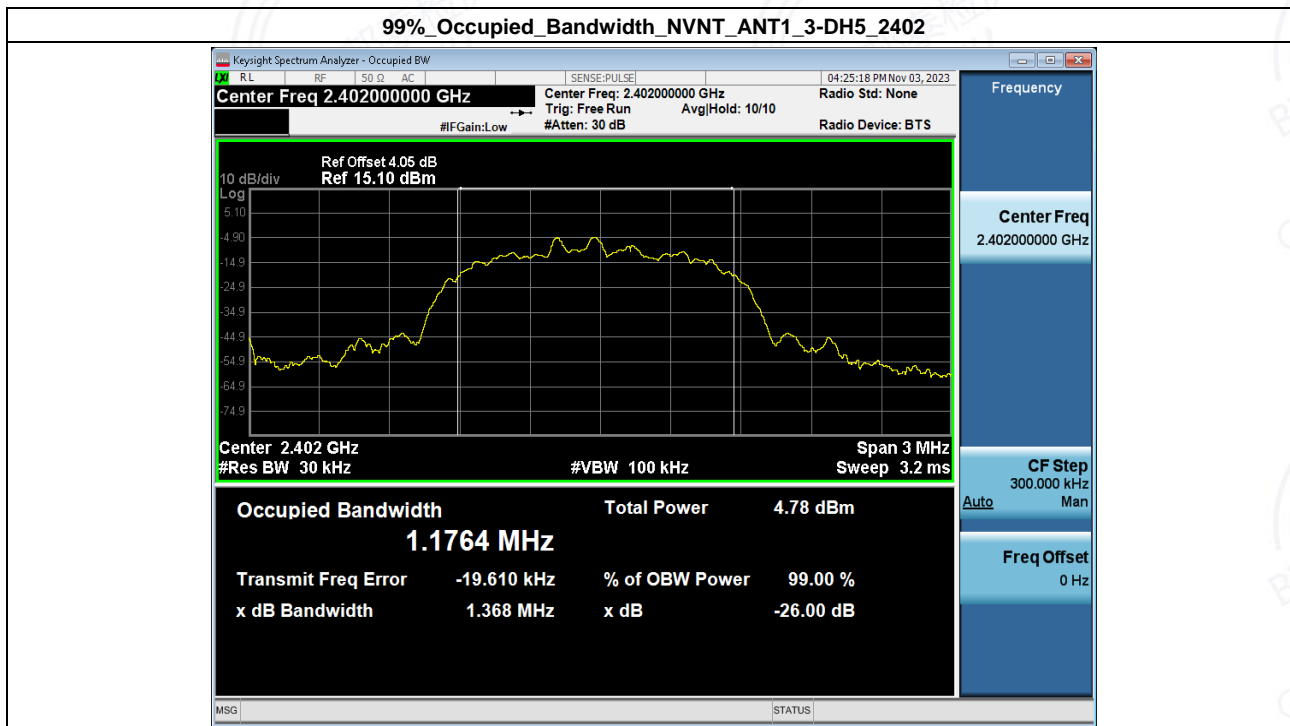 99%_Occupied_Bandwidth_NVNT_ANT1_3-DH5_2402
Keysight Spectrum Analyzer - Occupied BW
LXI RL RF 50 Ω AC SENSE:PULSE 04:25:18 PM Nov 03, 2023
Center Freq 2.402000000 GHz
Center Freq: 2.402000000 GHz Radio Std: None
Trig: Free Run Avg|Hold: 10/10
#IFGain:Low #Atten: 30 dB Radio Device: BTS
Ref Offset 4.05 dB
10 dB/div Ref 15.10 dBm
Log
5.10
-4.90
-14.9
-24.9
-34.9
-44.9
-54.9
-64.9
-74.9
Center 2.402 GHz Span 3 MHz
#Res BW 30 kHz #VBW 100 kHz Sweep 3.2 ms
Occupied Bandwidth Total Power 4.78 dBm
1.1764 MHz
Transmit Freq Error -19.610 kHz % of OBW Power 99.00 %
x dB Bandwidth 1.368 MHz x dB -26.00 dB
MSG STATUS
Frequency
Center Freq
2.402000000 GHz
CF Step
300.000 kHz
Auto Man
Freq Offset
0 Hz